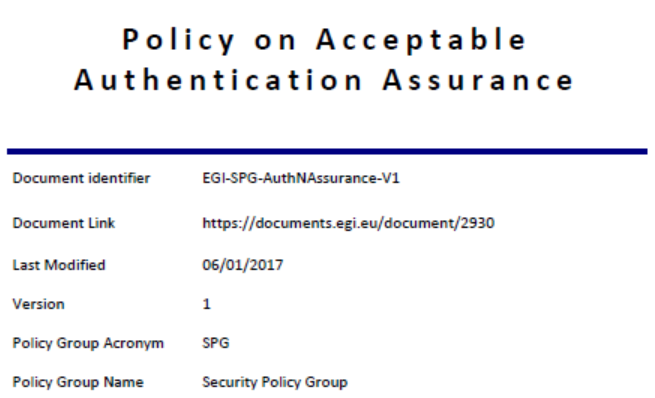 Policy on Acceptable
Authentication Assurance
Document identifier EGI-SPG-AuthNAssurance-V1
Document Link https://documents.egi.eu/document/2930
Last Modified 06/01/2017
Version 1
Policy Group Acronym SPG
Policy Group Name Security Policy Group